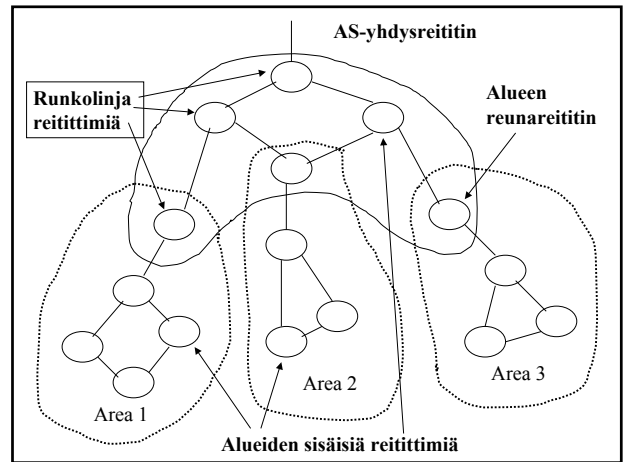 AS-yhdysreititin
Runkolinja
reitittimiä
Alueen
reunareititin
Area 1
Area 2
Area 3
Alueiden sisäisiä reitittimiä